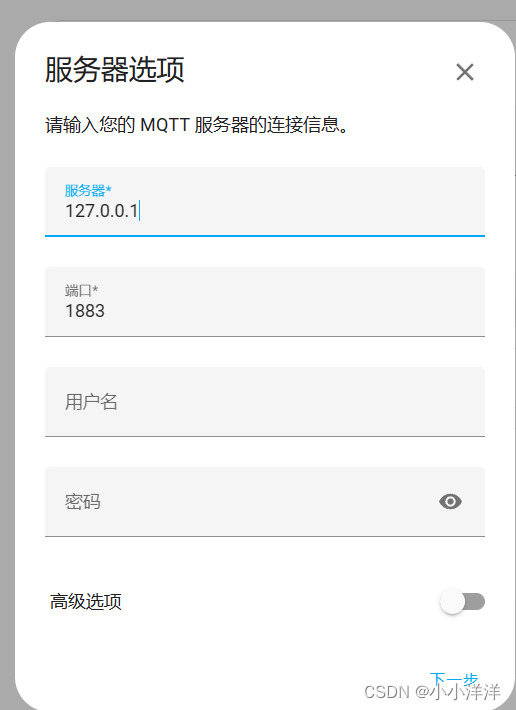 服务器选项
请输入您的 MQTT 服务器的连接信息。
服务器*
127.0.0.1
端口*
1883
用户名
密码
高级选项
下一步
CSDN @小小洋洋